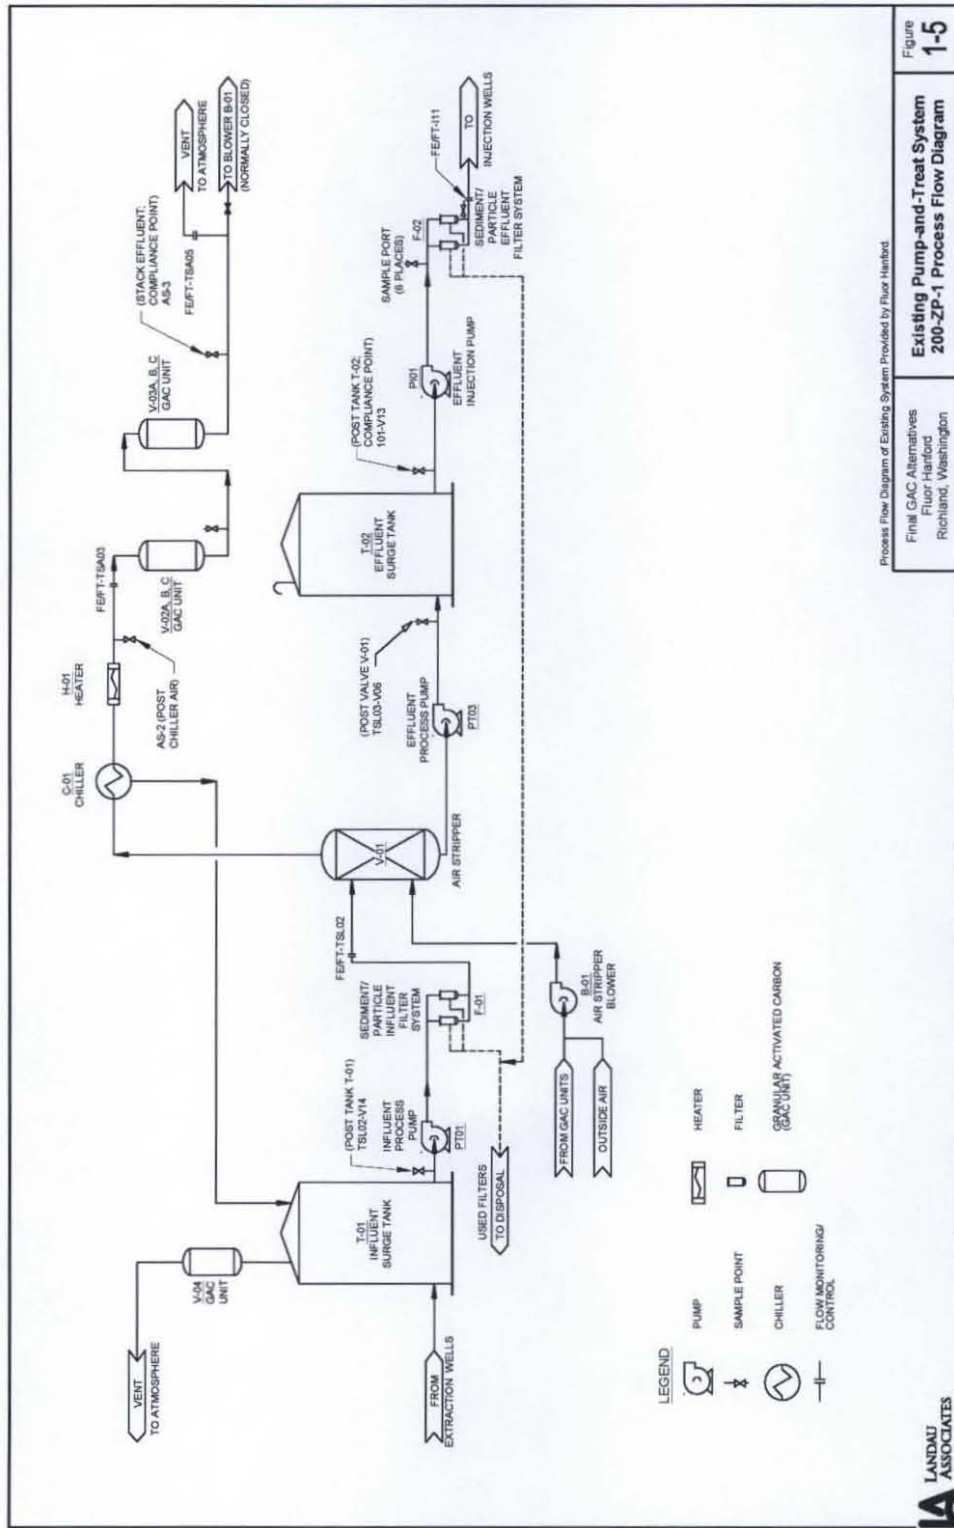 VENT
TO ATMOSPHERE
V-04
GAC
UNIT
FROM
EXTRACTION WELLS
T-01
INFLUENT
SURGE TANK
(POST TANK T-01)
TSL02-V14
INFLUENT
PROCESS
PUMP
PT01
SEDIMENT/
PARTICLE
INFLUENT
FILTER
SYSTEM
F-01
FE/FT-TSL02
USED FILTERS
TO DISPOSAL
FROM GAC UNITS
OUTSIDE AIR
B-01
AIR STRIPPER
BLOWER
V-01
AIR STRIPPER
C-01
CHILLER
H-01
HEATER
AS-2 (POST
CHILLER AIR)
FE/FT-TSA03
V-02A, B, C
GAC UNIT
V-03A, B, C
GAC UNIT
(STACK EFFLUENT;
COMPLIANCE POINT)
AS-3
FE/FT-TSA05
VENT
TO ATMOSPHERE
TO BLOWER B-01
(NORMALLY CLOSED)
EFFLUENT
PROCESS PUMP
PT03
(POST VALVE V-01)
TSL03-V06
T-02
EFFLUENT
SURGE TANK
(POST TANK T-02;
COMPLIANCE POINT)
101-V13
PI01
EFFLUENT
INJECTION PUMP
SAMPLE PORT
(6 PLACES)
F-02
SEDIMENT/
PARTICLE
EFFLUENT
FILTER SYSTEM
FE/FT-I11
TO
INJECTION WELLS
LEGEND
PUMP
HEATER
SAMPLE POINT
FILTER
CHILLER
GRANULAR ACTIVATED CARBON
(GAC UNIT)
FLOW MONITORING/
CONTROL
Process Flow Diagram of Existing System Provided by Fluor Hanford.
LANDAU
ASSOCIATES
Final GAC Alternatives
Fluor Hanford
Richland, Washington
Existing Pump-and-Treat System
200-ZP-1 Process Flow Diagram
Figure
1-5